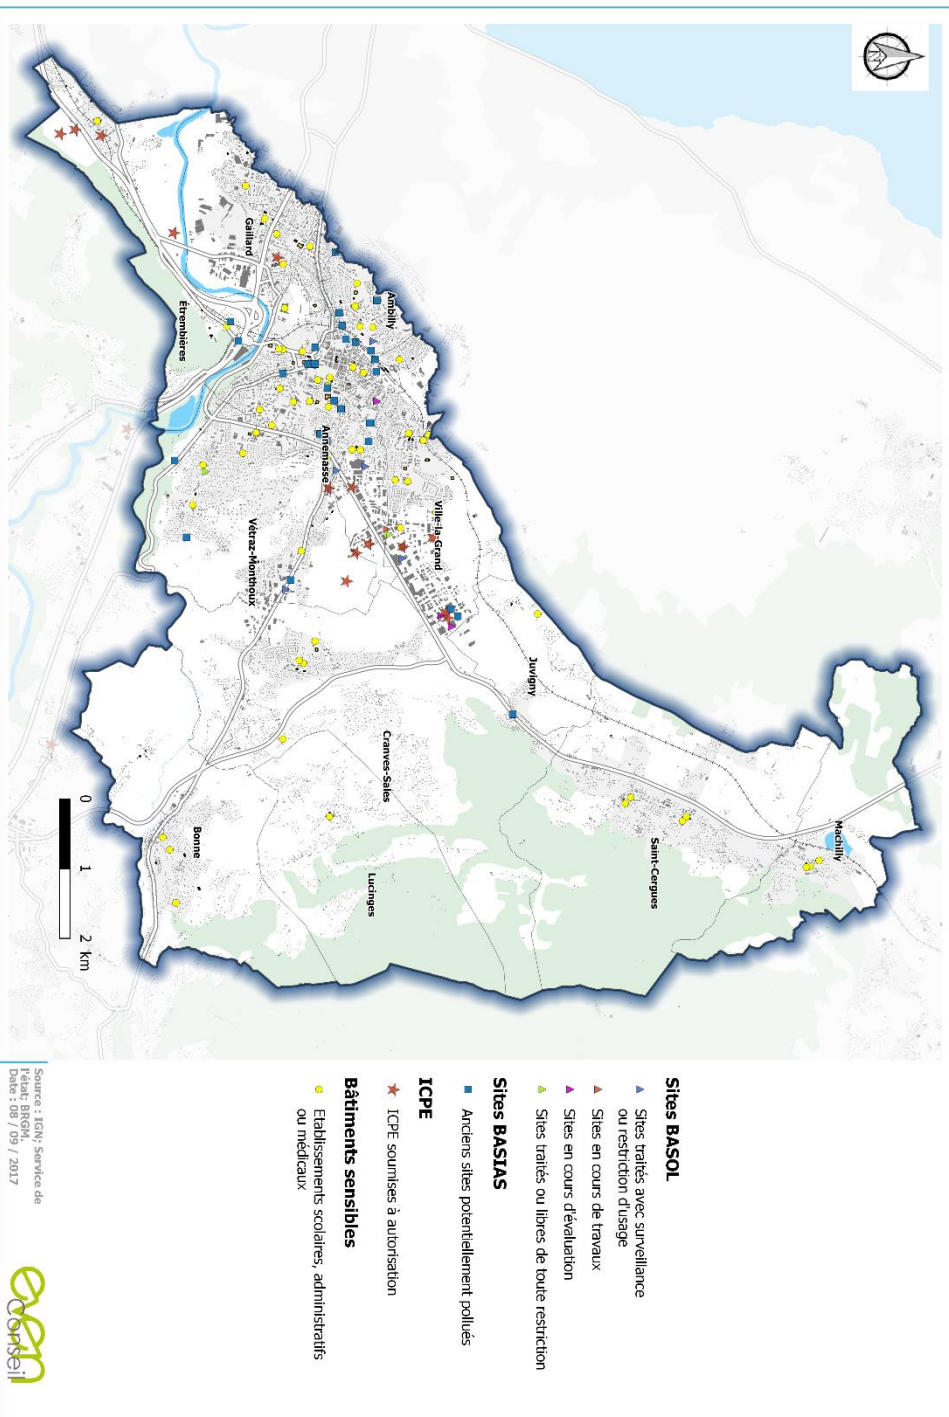 N
Gaillard
Étrembières
Ambilly
Annemasse
Ville-la-Grand
Vétraz-Monthoux
Juvigny
Cranves-Sales
Bonne
Lucinges
Saint-Cergues
Machilly
0 1 2 km
Sites BASOL
Sites traités avec surveillance
ou restriction d'usage
Sites en cours de travaux
Sites en cours d'évaluation
Sites traités ou libres de toute restriction
Sites BASIAS
Anciens sites potentiellement pollués
ICPE
ICPE soumises à autorisation
Bâtiments sensibles
Etablissements scolaires, administratifs
ou médicaux
Source : IGN; Service de
l'état; BRGM.
Date : 08 / 09 / 2017
even
Conseil